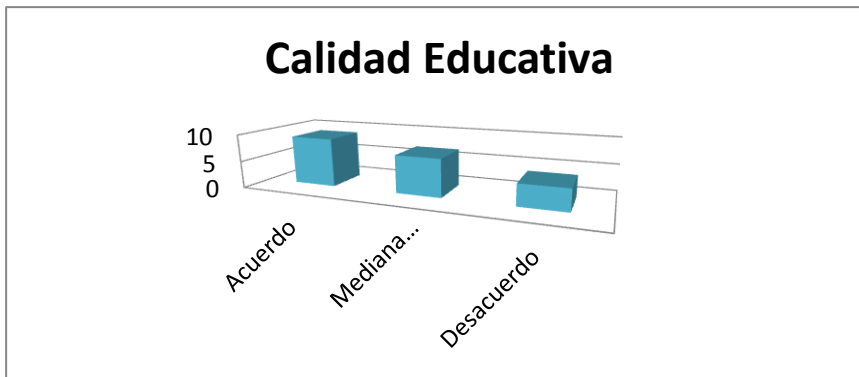 Calidad Educativa
10
5
0
Acuerdo
Mediana...
Desacuerdo